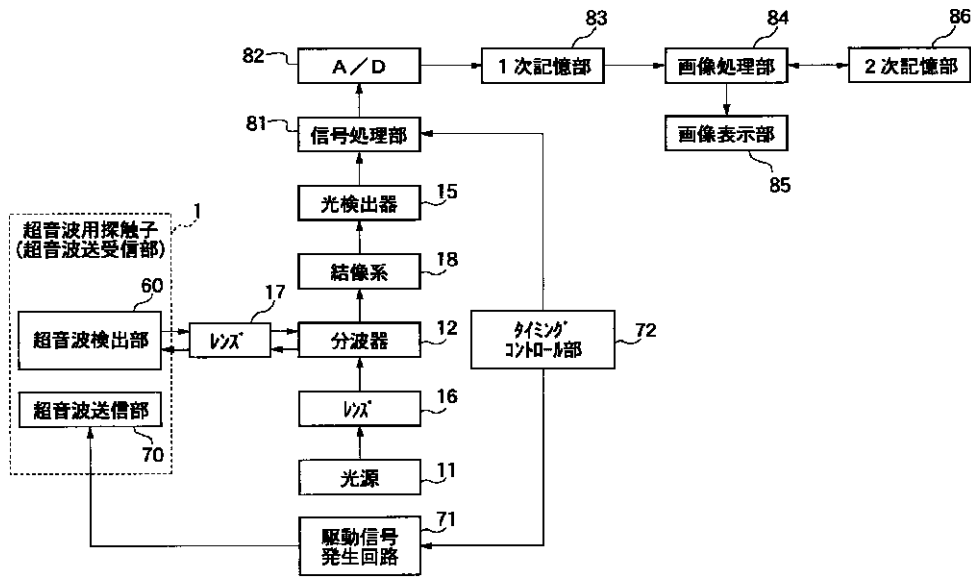 83
84
86
82
A／D
1次記憶部
画像処理部
2次記憶部
81
信号処理部
画像表示部
85
15
光検出器
1
超音波用探触子
(超音波送受信部)
18
結像系
60
17
12
超音波検出部
ﾚﾝｽﾞ
分波器
ﾀｲﾐﾝｸﾞ
ｺﾝﾄﾛｰﾙ部
72
16
ﾚﾝｽﾞ
超音波送信部
70
11
光源
71
駆動信号
発生回路